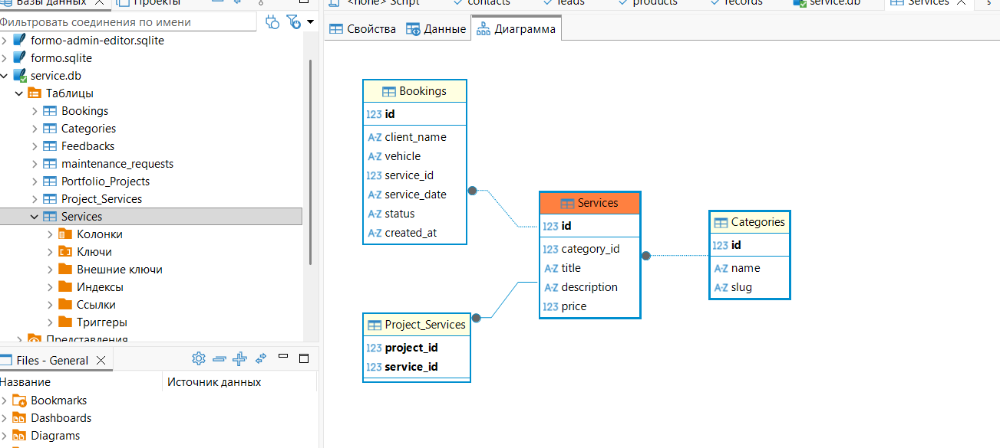 Базы данных
Проекты
<none> Script
contacts
leads
products
records
service.db
Services
Фильтровать соединения по имени
formo-admin-editor.sqlite
formo.sqlite
service.db
Таблицы
Bookings
Categories
Feedbacks
maintenance_requests
Portfolio_Projects
Project_Services
Services
Колонки
Ключи
Внешние ключи
Индексы
Ссылки
Триггеры
Представления
Files - General
Название
Источник данных
Bookmarks
Dashboards
Diagrams
Свойства
Данные
Диаграмма
Bookings
123 id
A-Z client_name
A-Z vehicle
123 service_id
A-Z service_date
A-Z status
A-Z created_at
Services
123 id
123 category_id
A-Z title
A-Z description
123 price
Categories
123 id
A-Z name
A-Z slug
Project_Services
123 project_id
123 service_id